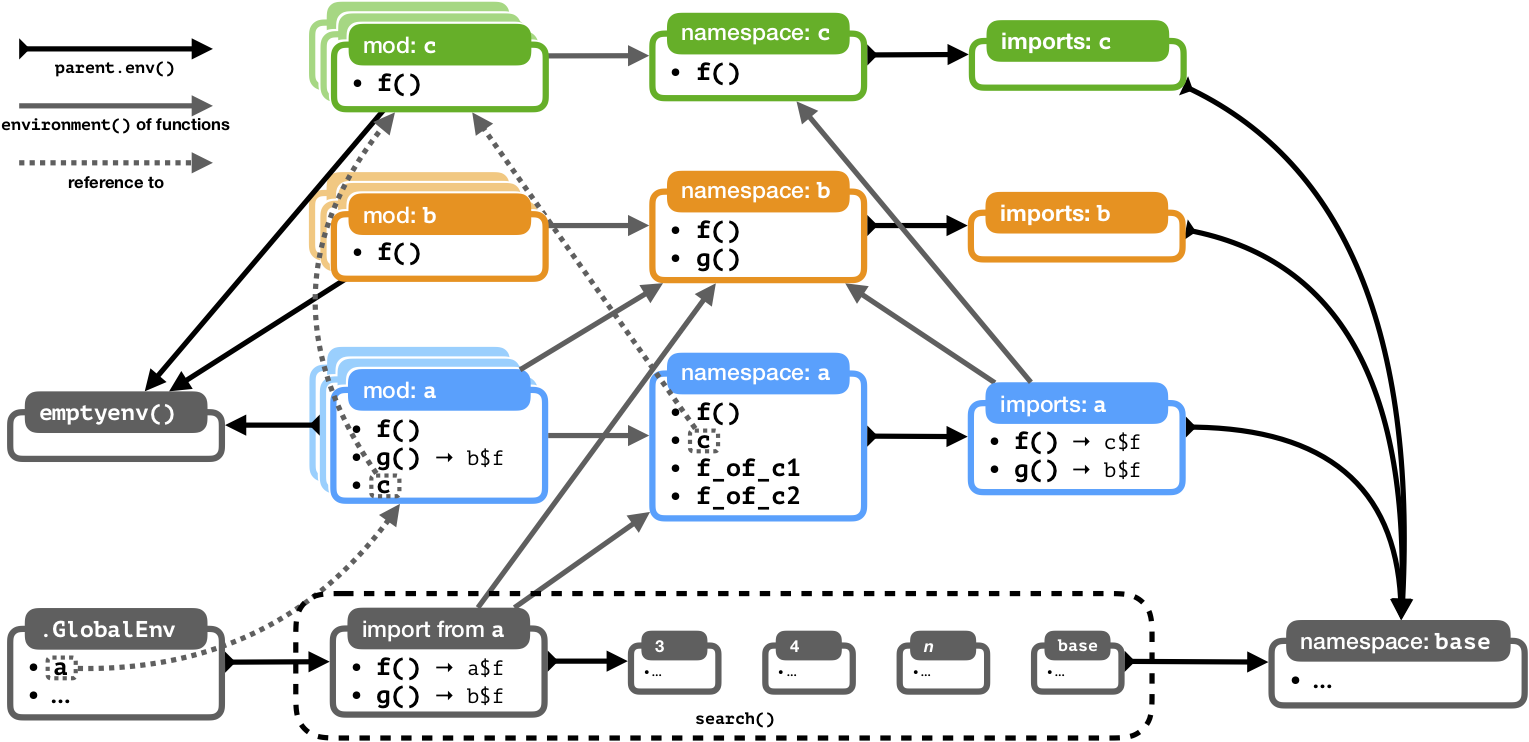 parent.env()
environment() of functions
reference to
mod: c
• f()
namespace: c
• f()
imports: c
mod: b
• f()
namespace: b
• f()
• g()
imports: b
emptyenv()
mod: a
• f()
• g() → b$f
• c
namespace: a
• f()
• c
• f_of_c1
• f_of_c2
imports: a
• f() → c$f
• g() → b$f
.GlobalEnv
• a
• ...
import from a
• f() → a$f
• g() → b$f
3
•...
4
•...
n
•...
base
•...
search()
namespace: base
• ...